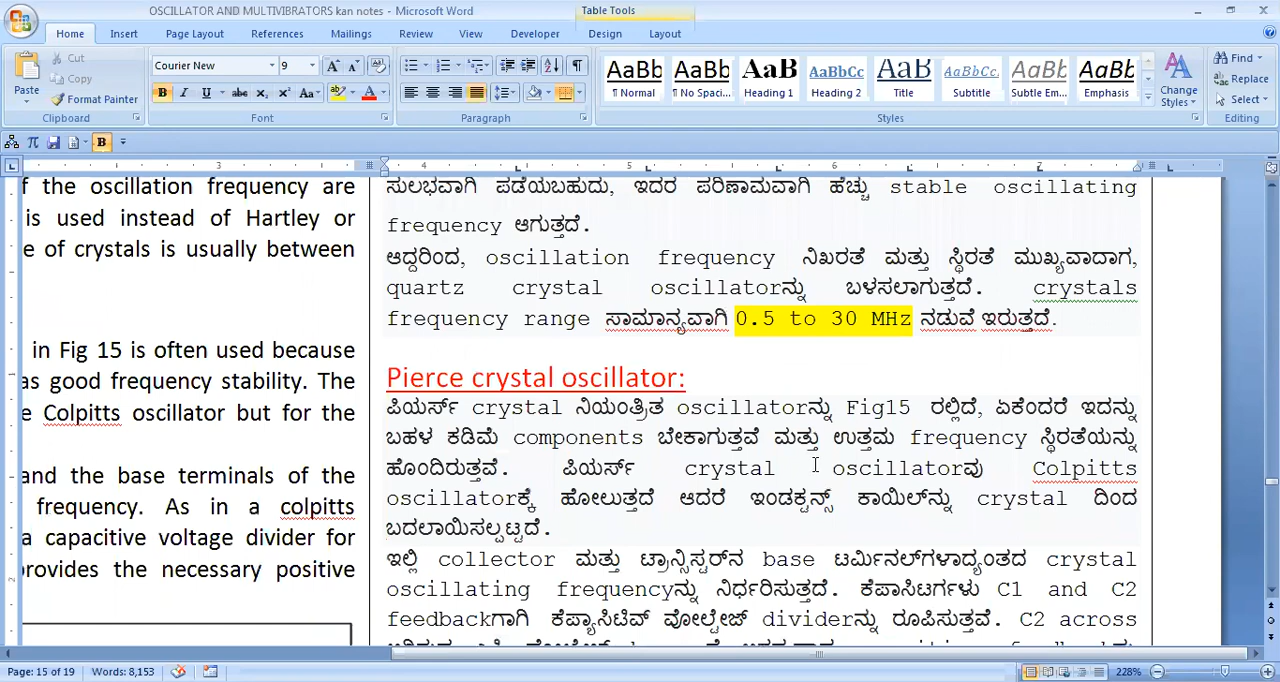 OSCILLATOR AND MULTIVIBRATORS kan notes - Microsoft Word
Table Tools
Home Insert Page Layout References Mailings Review View Developer Design Layout
Cut
Copy
Format Painter
Paste
Clipboard
Courier New 9
Font
Paragraph
AaBb AaBb AaB AaBbCc AaB AaBbCc. AaBb AaBb
¶ Normal ¶ No Spaci... Heading 1 Heading 2 Title Subtitle Subtle Em... Emphasis
Change Styles
Styles
Find
Replace
Select
Editing
3 4 5 6 7
f the oscillation frequency are
is used instead of Hartley or
e of crystals is usually between
in Fig 15 is often used because
as good frequency stability. The
e Colpitts oscillator but for the
and the base terminals of the
frequency. As in a colpitts
a capacitive voltage divider for
provides the necessary positive
ಸುಲಭವಾಗಿ ಪಡೆಯಬಹುದು, ಇದರ ಪರಿಣಾಮವಾಗಿ ಹೆಚ್ಚು stable oscillating
frequency ಆಗುತ್ತದೆ.
ಆದ್ದರಿಂದ, oscillation frequency ನಿಖರತೆ ಮತ್ತು ಸ್ಥಿರತೆ ಮುಖ್ಯವಾದಾಗ,
quartz crystal oscillatorನ್ನು ಬಳಸಲಾಗುತ್ತದೆ. crystals
frequency range ಸಾಮಾನ್ಯವಾಗಿ 0.5 to 30 MHz ನಡುವೆ ಇರುತ್ತದೆ.
Pierce crystal oscillator:
ಪಿಯರ್ಸ್ crystal ನಿಯಂತ್ರಿತ oscillatorನ್ನು Fig15 ರಲ್ಲಿದೆ, ಏಕೆಂದರೆ ಇದನ್ನು
ಬಹಳ ಕಡಿಮೆ components ಬೇಕಾಗುತ್ತವೆ ಮತ್ತು ಉತ್ತಮ frequency ಸ್ಥಿರತೆಯನ್ನು
ಹೊಂದಿರುತ್ತವೆ. ಪಿಯರ್ಸ್ crystal oscillatorವು Colpitts
oscillatorಕ್ಕೆ ಹೋಲುತ್ತದೆ ಆದರೆ ಇಂಡಕ್ಟನ್ಸ್ ಕಾಯಿಲ್‌ನ್ನು crystal ದಿಂದ
ಬದಲಾಯಿಸಲ್ಪಟ್ಟದೆ.
ಇಲ್ಲಿ collector ಮತ್ತು ಟ್ರಾನ್ಸಿಸ್ಟರ್‌ನ base ಟರ್ಮಿನಲ್‌ಗಳಾದ್ಯಂತದ crystal
oscillating frequencyನ್ನು ನಿರ್ಧರಿಸುತ್ತದೆ. ಕೆಪಾಸಿಟರ್ಗಳು C1 and C2
feedbackಗಾಗಿ ಕೆಪ್ಯಾಸಿಟಿವ್ ವೋಲ್ಟೇಜ್ dividerನ್ನು ರೂಪಿಸುತ್ತವೆ. C2 across
Page: 15 of 19 Words: 8,153 228%